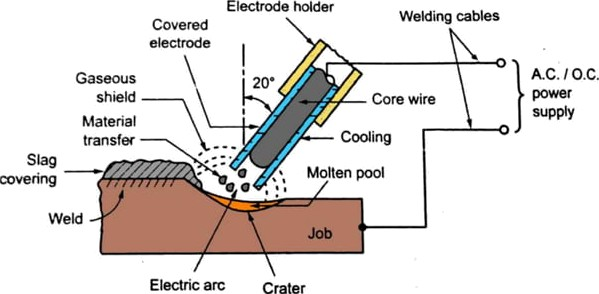 Electrode holder
Welding cables
Covered
electrode
20°
Gaseous
shield
Core wire
A.C. / O.C.
power
supply
Material
transfer
Cooling
Slag
covering
Molten pool
Weld
Job
Electric arc
Crater